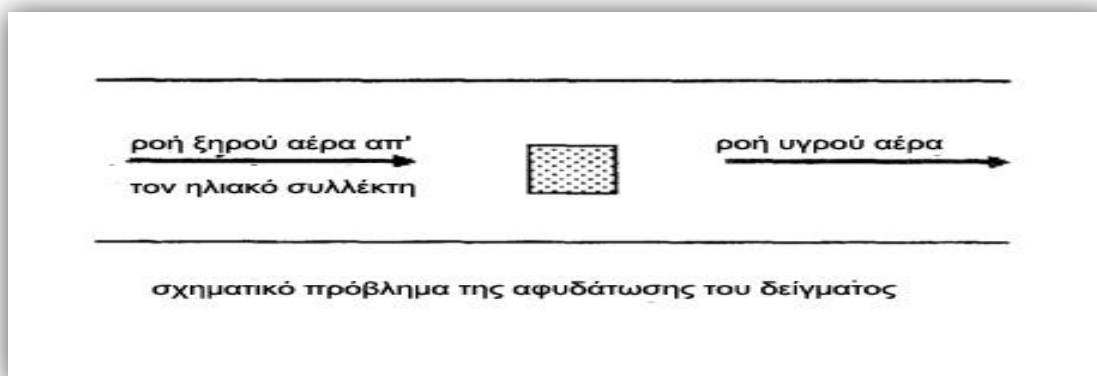 ροή ξηρού αέρα απ'
τον ηλιακό συλλέκτη
ροή υγρού αέρα
σχηματικό πρόβλημα της αφυδάτωσης του δείγματος